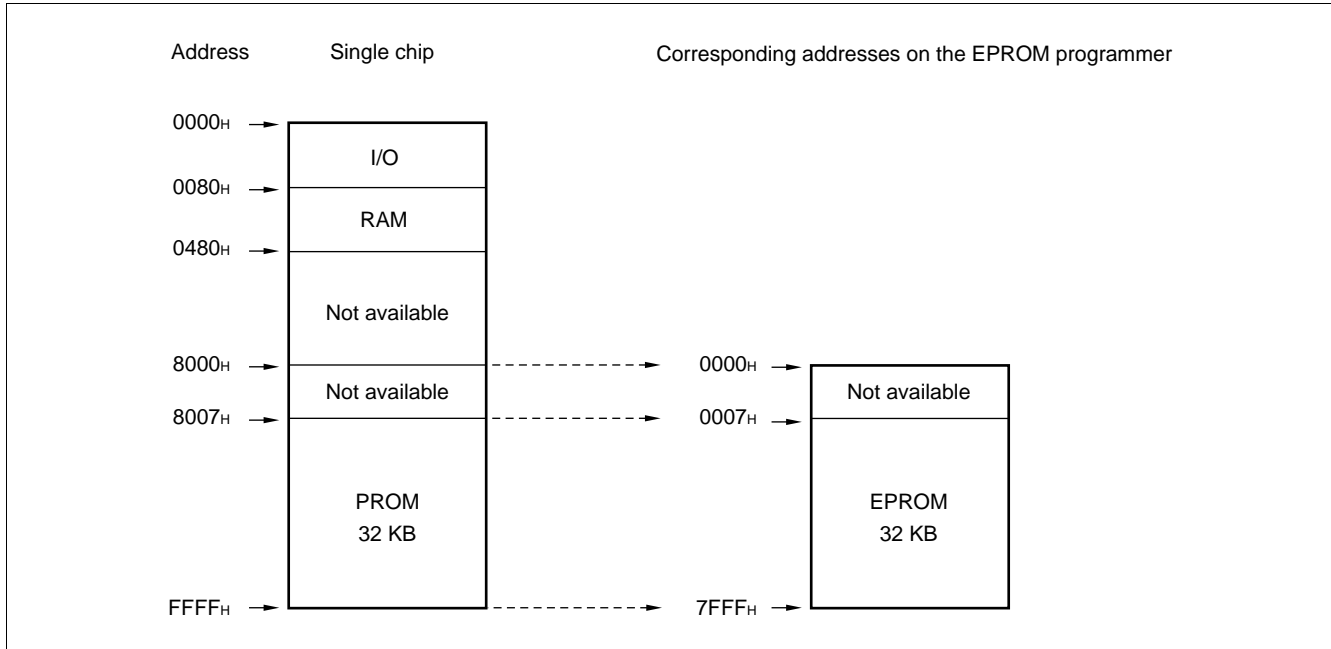 Address Single chip Corresponding addresses on the EPROM programmer
0000H
I/O
0080H
RAM
0480H
Not available
8000H 0000H
Not available Not available
8007H 0007H
PROM EPROM
32 KB 32 KB
FFFFH 7FFFH